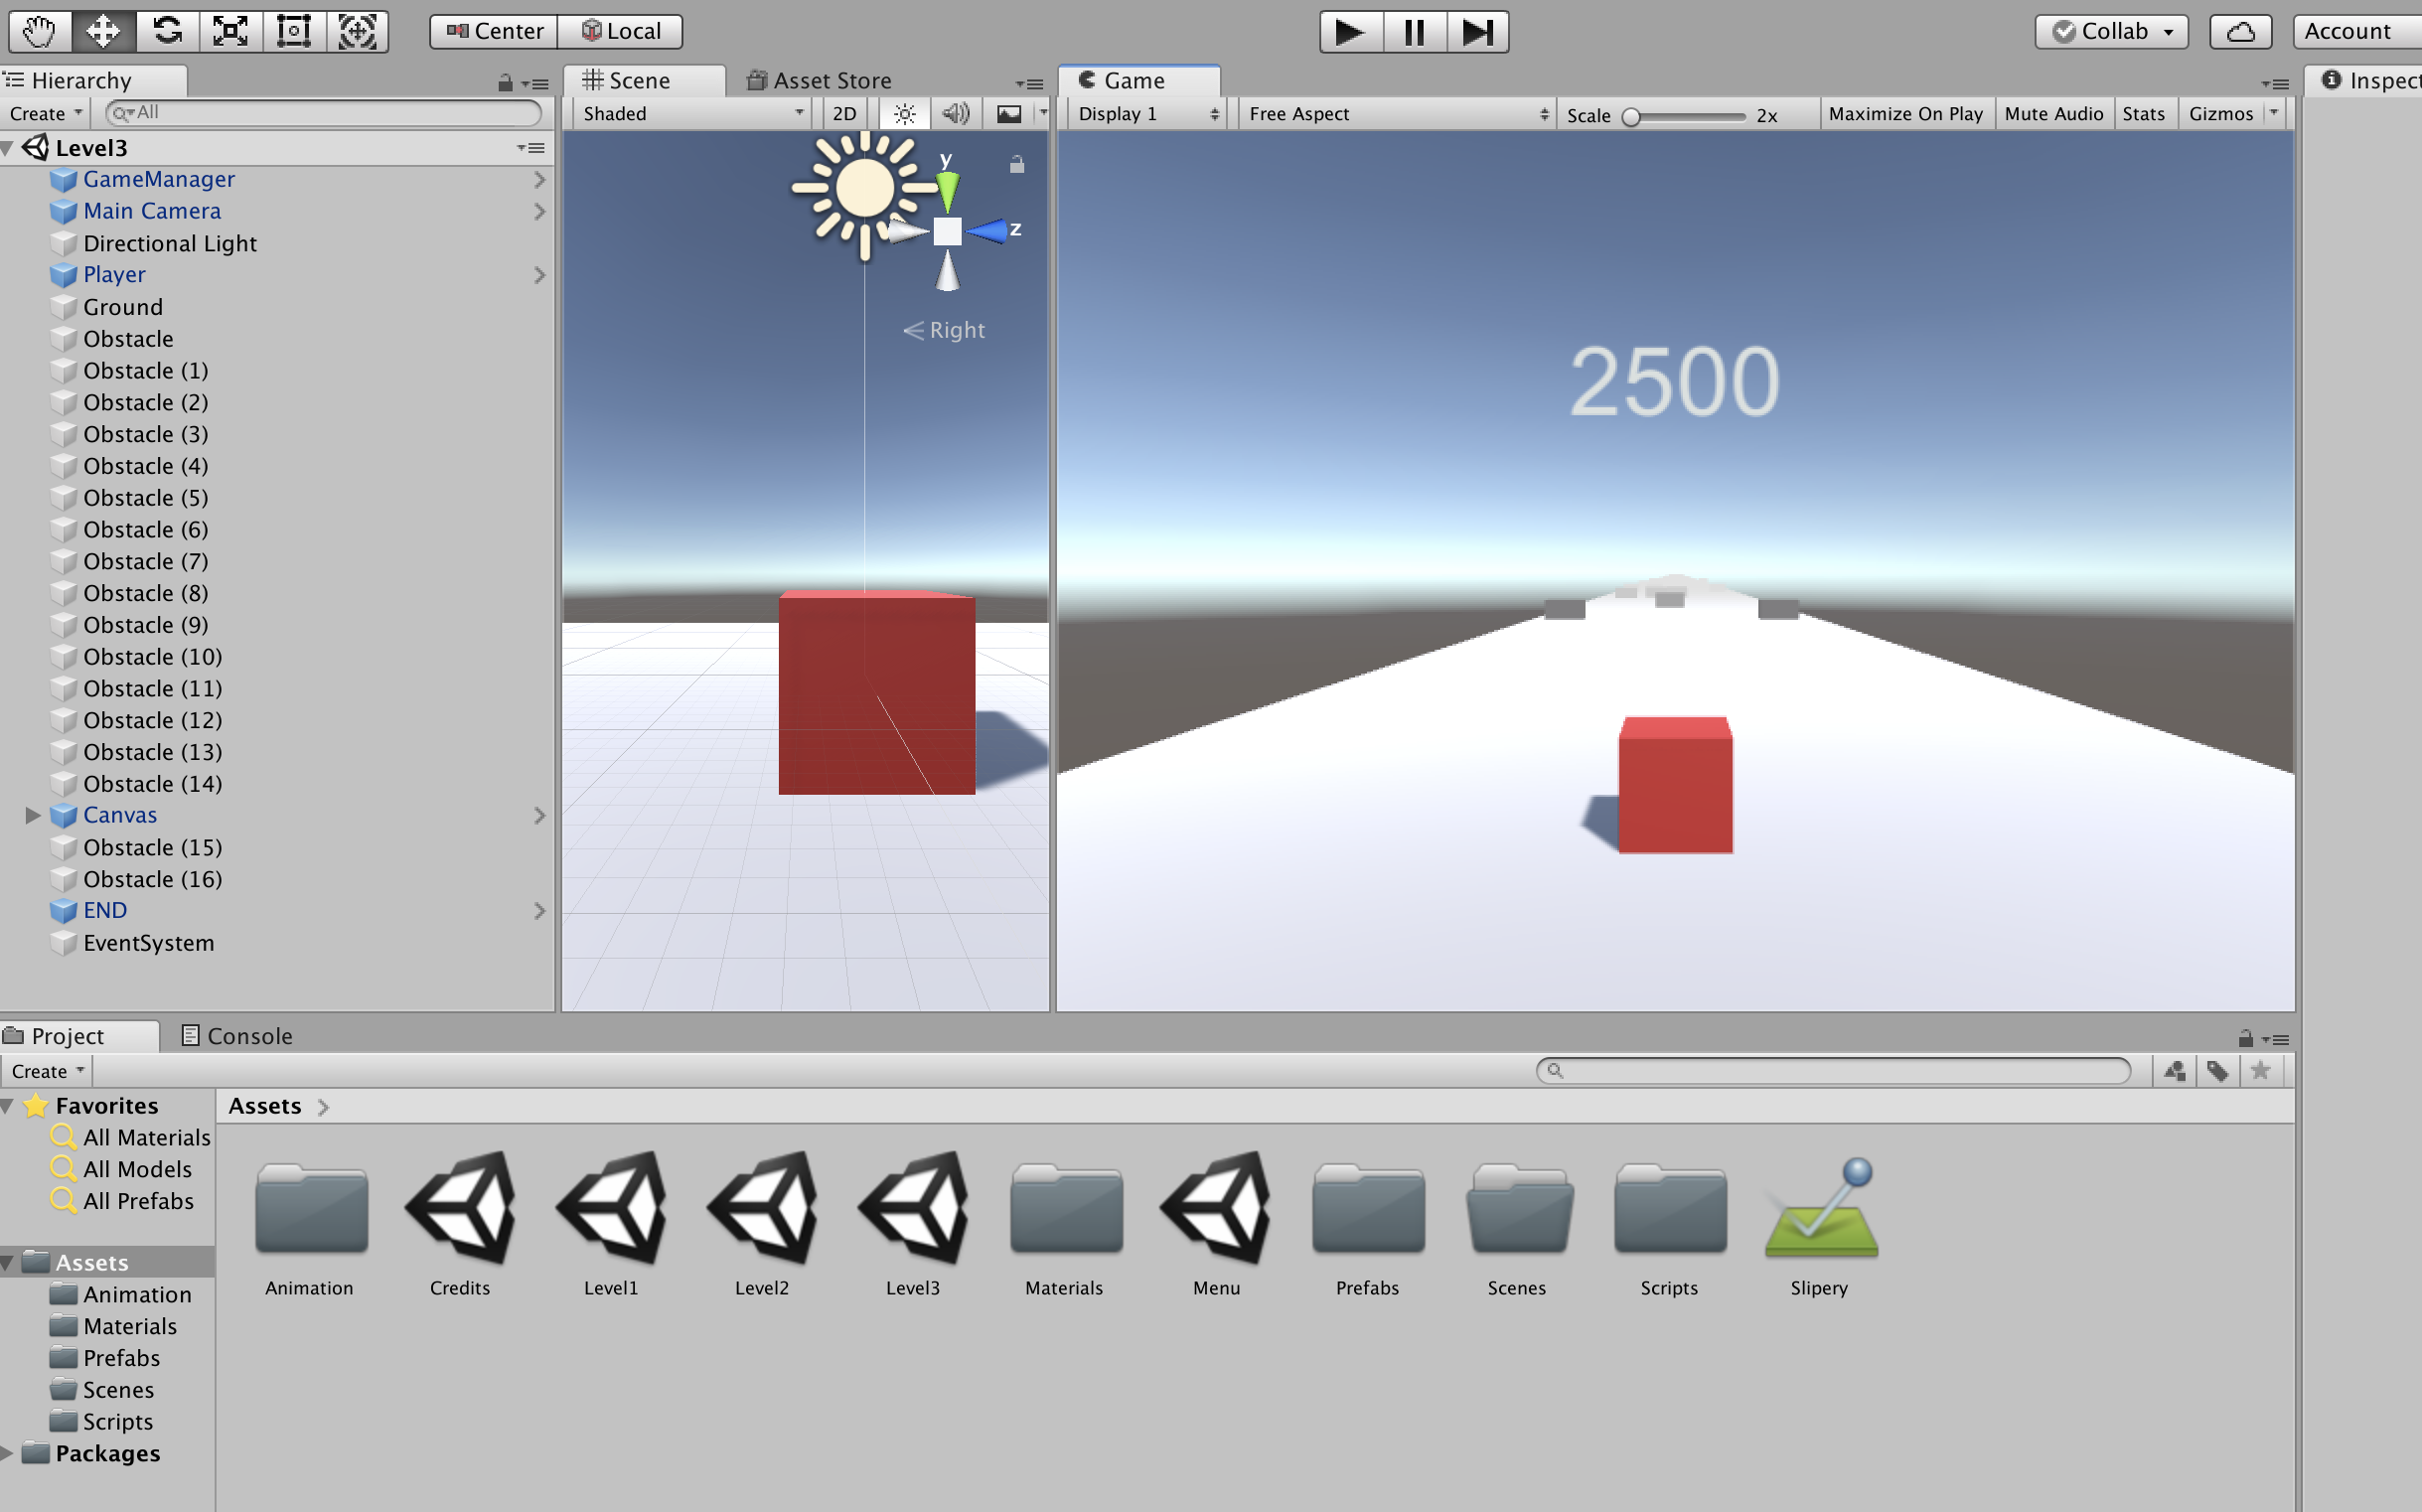 Center Local Collab Account
Hierarchy
Create All
Level3
GameManager
Main Camera
Directional Light
Player
Ground
Obstacle
Obstacle (1)
Obstacle (2)
Obstacle (3)
Obstacle (4)
Obstacle (5)
Obstacle (6)
Obstacle (7)
Obstacle (8)
Obstacle (9)
Obstacle (10)
Obstacle (11)
Obstacle (12)
Obstacle (13)
Obstacle (14)
Canvas
Obstacle (15)
Obstacle (16)
END
EventSystem
Scene Asset Store
Shaded 2D
y
z
Right
Game
Display 1 Free Aspect Scale 2x Maximize On Play Mute Audio Stats Gizmos
2500
Inspect
Project Console
Create
Favorites
All Materials
All Models
All Prefabs
Assets
Animation
Materials
Prefabs
Scenes
Scripts
Packages
Assets
Animation Credits Level1 Level2 Level3 Materials Menu Prefabs Scenes Scripts Slipery